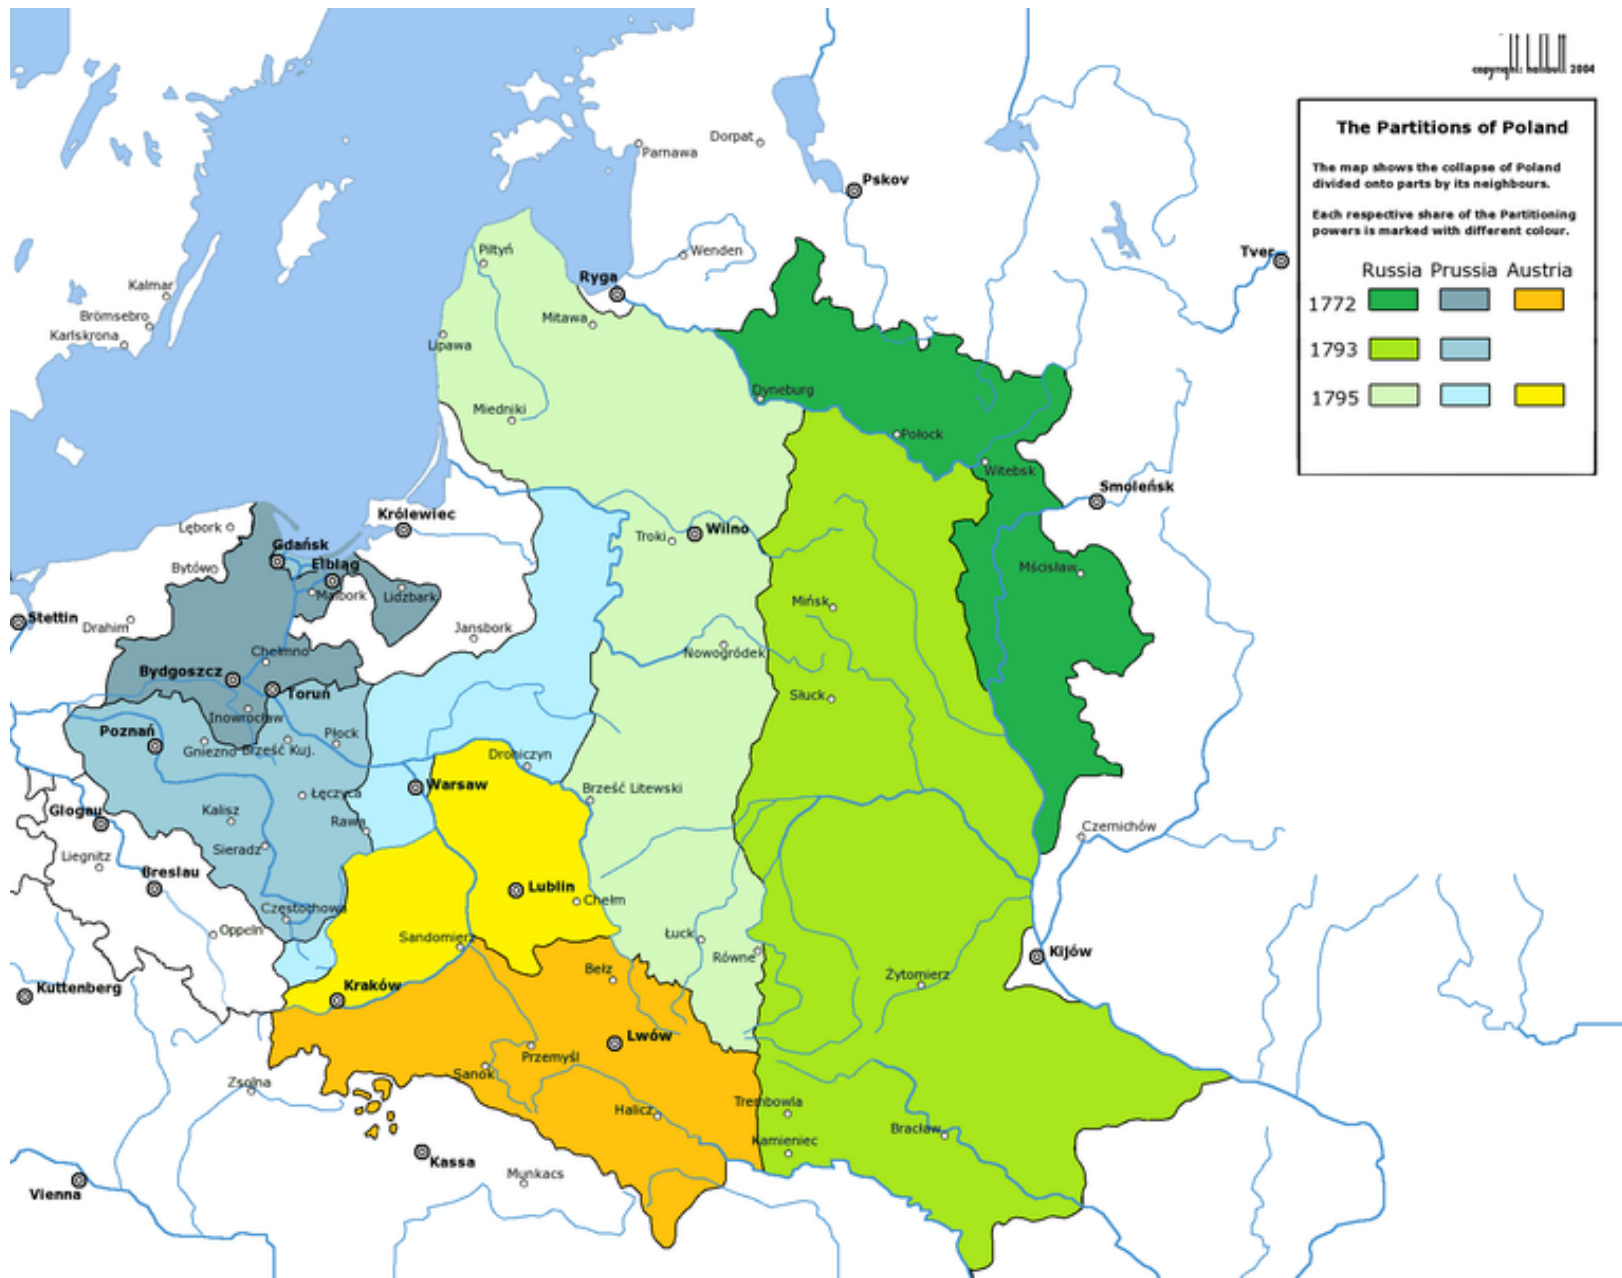 copyright: halibutt 2004
The Partitions of Poland
The map shows the collapse of Poland
divided onto parts by its neighbours.
Each respective share of the Partitioning
powers is marked with different colour.
Russia Prussia Austria
1772
1793
1795
Dorpat
Parnawa
Pskov
Piltyń
Wenden
Tver
Ryga
Kalmar
Brömsebro
Mitawa
Karlskrona
Lipawa
Dyneburg
Miedniki
Połock
Witebsk
Smoleńsk
Królewiec
Lębork
Wilno
Troki
Gdańsk
Elbląg
Bytów
Mścisław
Malbork
Lidzbark
Mińsk
Stettin
Drahim
Jansbork
Chełmno
Nowogródek
Bydgoszcz
Toruń
Słuck
Inowrocław
Poznań
Płock
Gniezno
Brześć Kuj.
Drohiczyn
Warsaw
Brześć Litewski
Łęczyca
Glogau
Kalisz
Rawa
Czernichów
Sieradz
Liegnitz
Breslau
Lublin
Chełm
Częstochowa
Oppeln
Sandomierz
Łuck
Równe
Kijów
Bełz
Żytomierz
Kuttenberg
Kraków
Lwów
Przemyśl
Sanok
Zsolna
Halicz
Trembowla
Bracław
Kamieniec
Kassa
Munkacs
Vienna